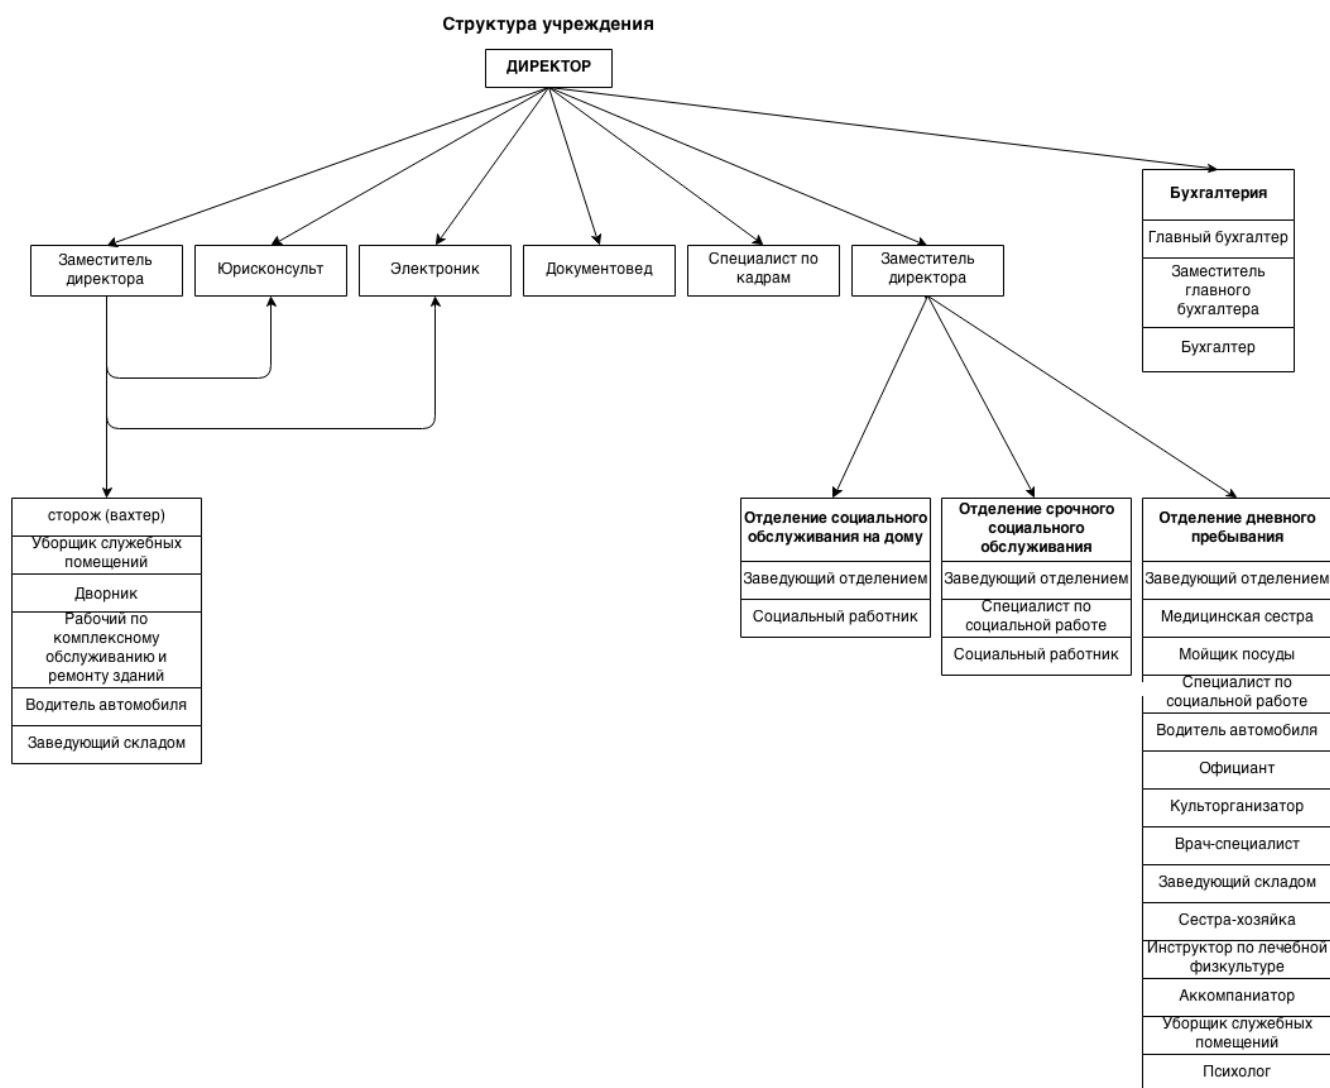 Структура учреждения
ДИРЕКТОР
Заместитель
директора
Юрисконсульт
Электроник
Документовед
Специалист по
кадрам
Заместитель
директора
Бухгалтерия
Главный бухгалтер
Заместитель
главного
бухгалтера
Бухгалтер
сторож (вахтер)
Уборщик служебных
помещений
Дворник
Рабочий по
комплексному
обслуживанию и
ремонту зданий
Водитель автомобиля
Заведующий складом
Отделение социального
обслуживания на дому
Заведующий отделением
Социальный работник
Отделение срочного
социального
обслуживания
Заведующий отделением
Специалист по
социальной работе
Социальный работник
Отделение дневного
пребывания
Заведующий отделением
Медицинская сестра
Мойщик посуды
Специалист по
социальной работе
Водитель автомобиля
Официант
Культорганизатор
Врач-специалист
Заведующий складом
Сестра-хозяйка
Инструктор по лечебной
физкультуре
Аккомпаниатор
Уборщик служебных
помещений
Психолог